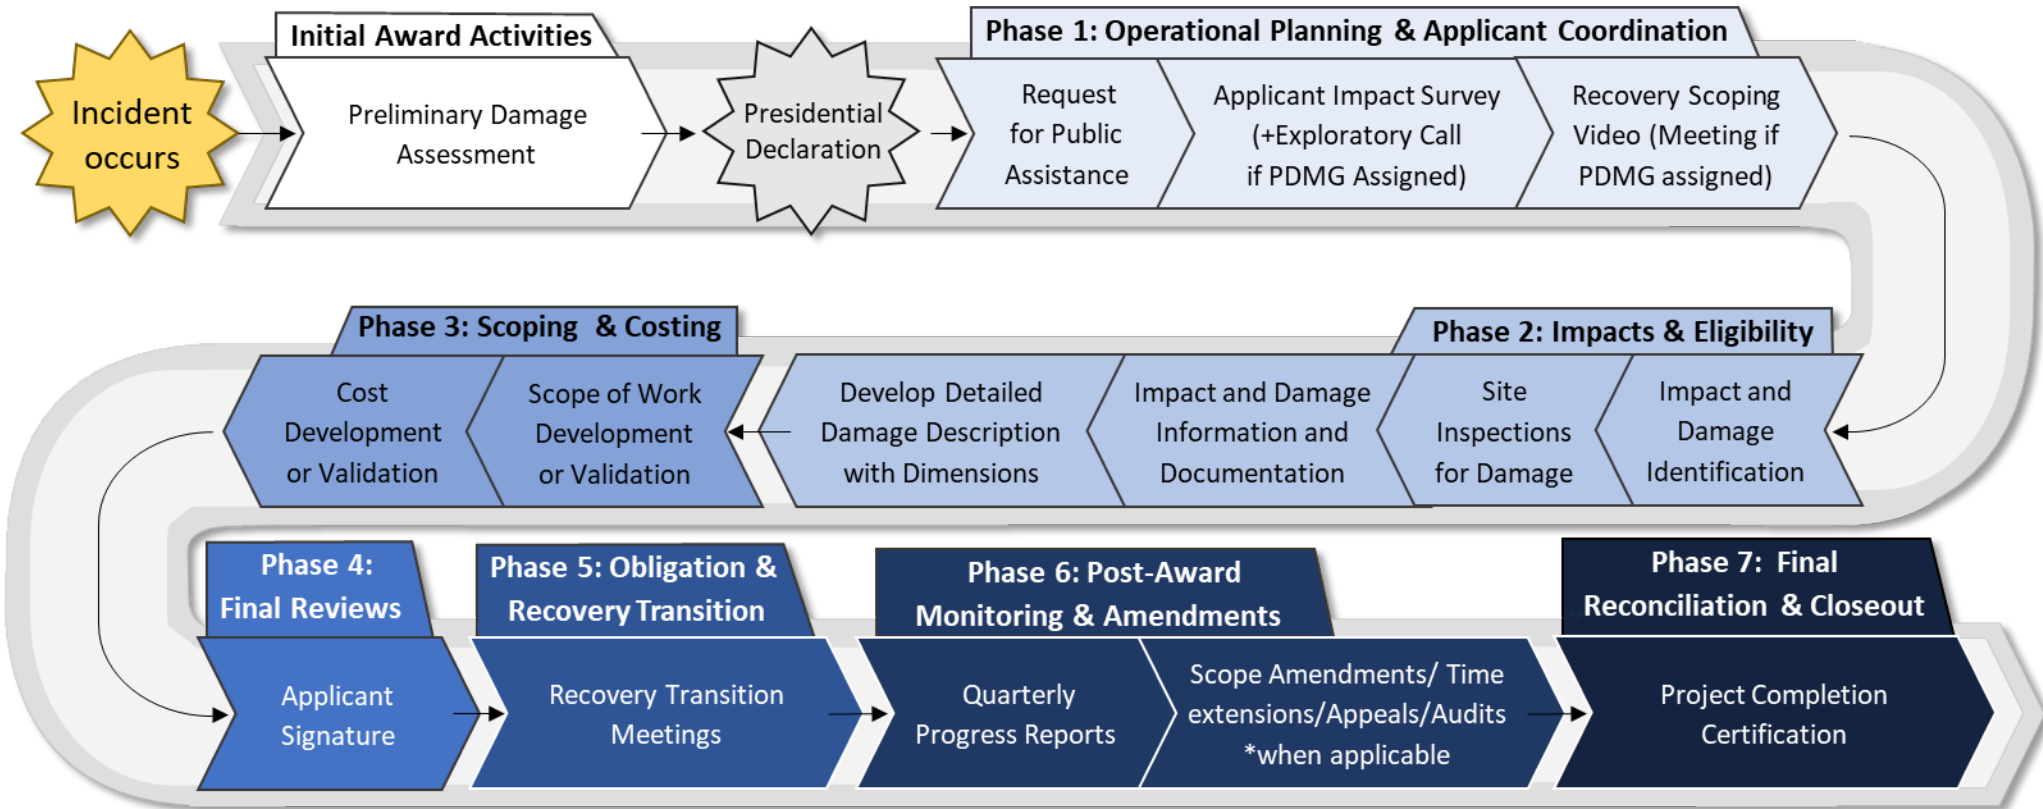 Incident
occurs
Initial Award Activities
Preliminary Damage
Assessment
Presidential
Declaration
Phase 1: Operational Planning & Applicant Coordination
Request
for Public
Assistance
Applicant Impact Survey
(+Exploratory Call
if PDMG Assigned)
Recovery Scoping
Video (Meeting if
PDMG assigned)
Phase 2: Impacts & Eligibility
Impact and
Damage
Identification
Site
Inspections
for Damage
Impact and Damage
Information and
Documentation
Develop Detailed
Damage Description
with Dimensions
Phase 3: Scoping & Costing
Scope of Work
Development
or Validation
Cost
Development
or Validation
Phase 4:
Final Reviews
Applicant
Signature
Phase 5: Obligation &
Recovery Transition
Recovery Transition
Meetings
Phase 6: Post-Award
Monitoring & Amendments
Quarterly
Progress Reports
Scope Amendments/ Time
extensions/Appeals/Audits
*when applicable
Phase 7: Final
Reconciliation & Closeout
Project Completion
Certification